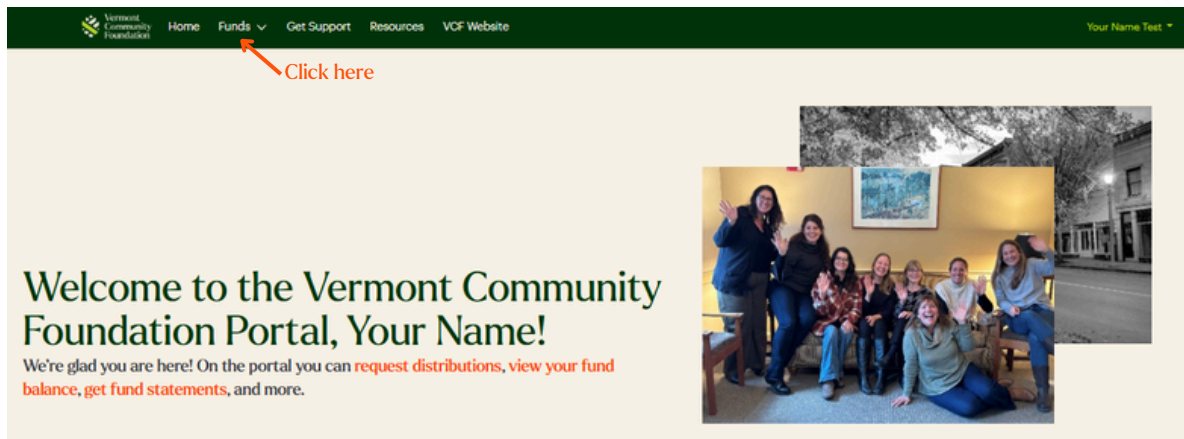 Vermont
Community
Foundation
Home Funds Get Support Resources VCF Website
Your Name Test
Click here
Welcome to the Vermont Community
Foundation Portal, Your Name!
We're glad you are here! On the portal you can request distributions, view your fund
balance, get fund statements, and more.